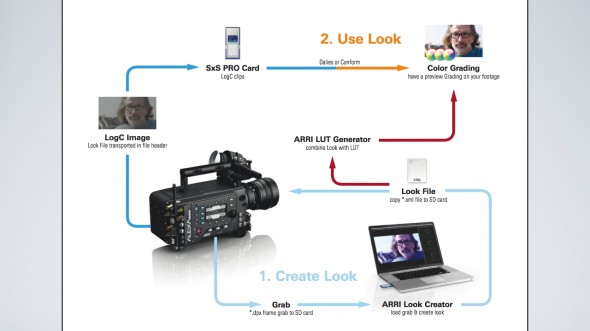 2. Use Look
SxS PRO Card
LogC clips
Dalies or Conform
Color Grading
have a preview Grading on your footage
LogC Image
Look File transported in file header
ARRI LUT Generator
combine Look with LUT
XML
Look File
copy *.xml file to SD card
ALEXA
1. Create Look
Grab
*.dpx frame grab to SD card
ARRI Look Creator
load grab & create look